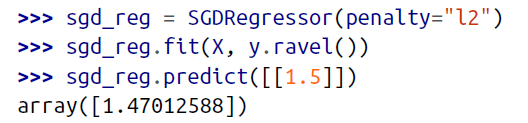 >>> sgd_reg = SGDRegressor(penalty="l2")
>>> sgd_reg.fit(X, y.ravel())
>>> sgd_reg.predict([[1.5]])
array([1.47012588])